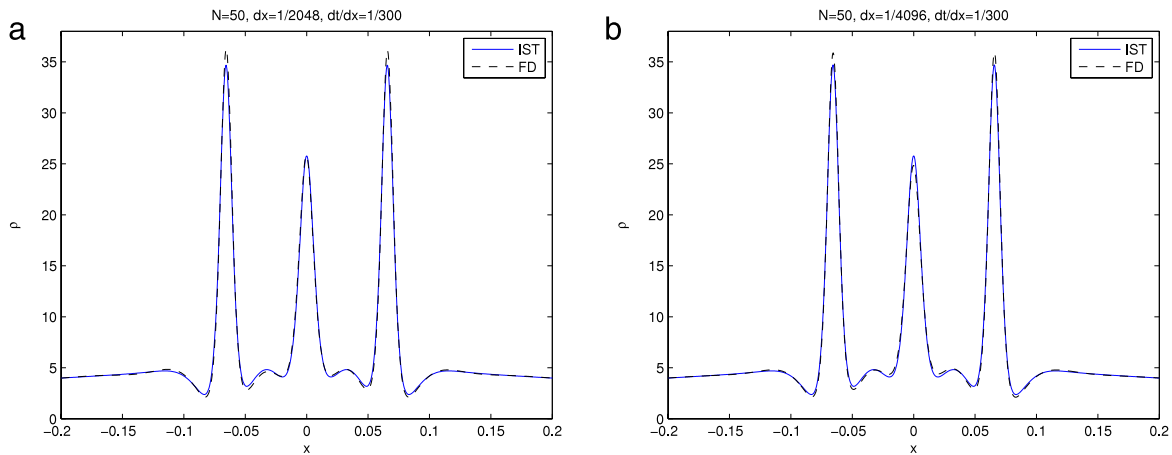 a
N=50, dx=1/2048, dt/dx=1/300
IST
FD
35
30
25
20
15
10
5
0
ρ
−0.2 −0.15 −0.1 −0.05 0 0.05 0.1 0.15 0.2
x
b
N=50, dx=1/4096, dt/dx=1/300
IST
FD
35
30
25
20
15
10
5
0
ρ
−0.2 −0.15 −0.1 −0.05 0 0.05 0.1 0.15 0.2
x